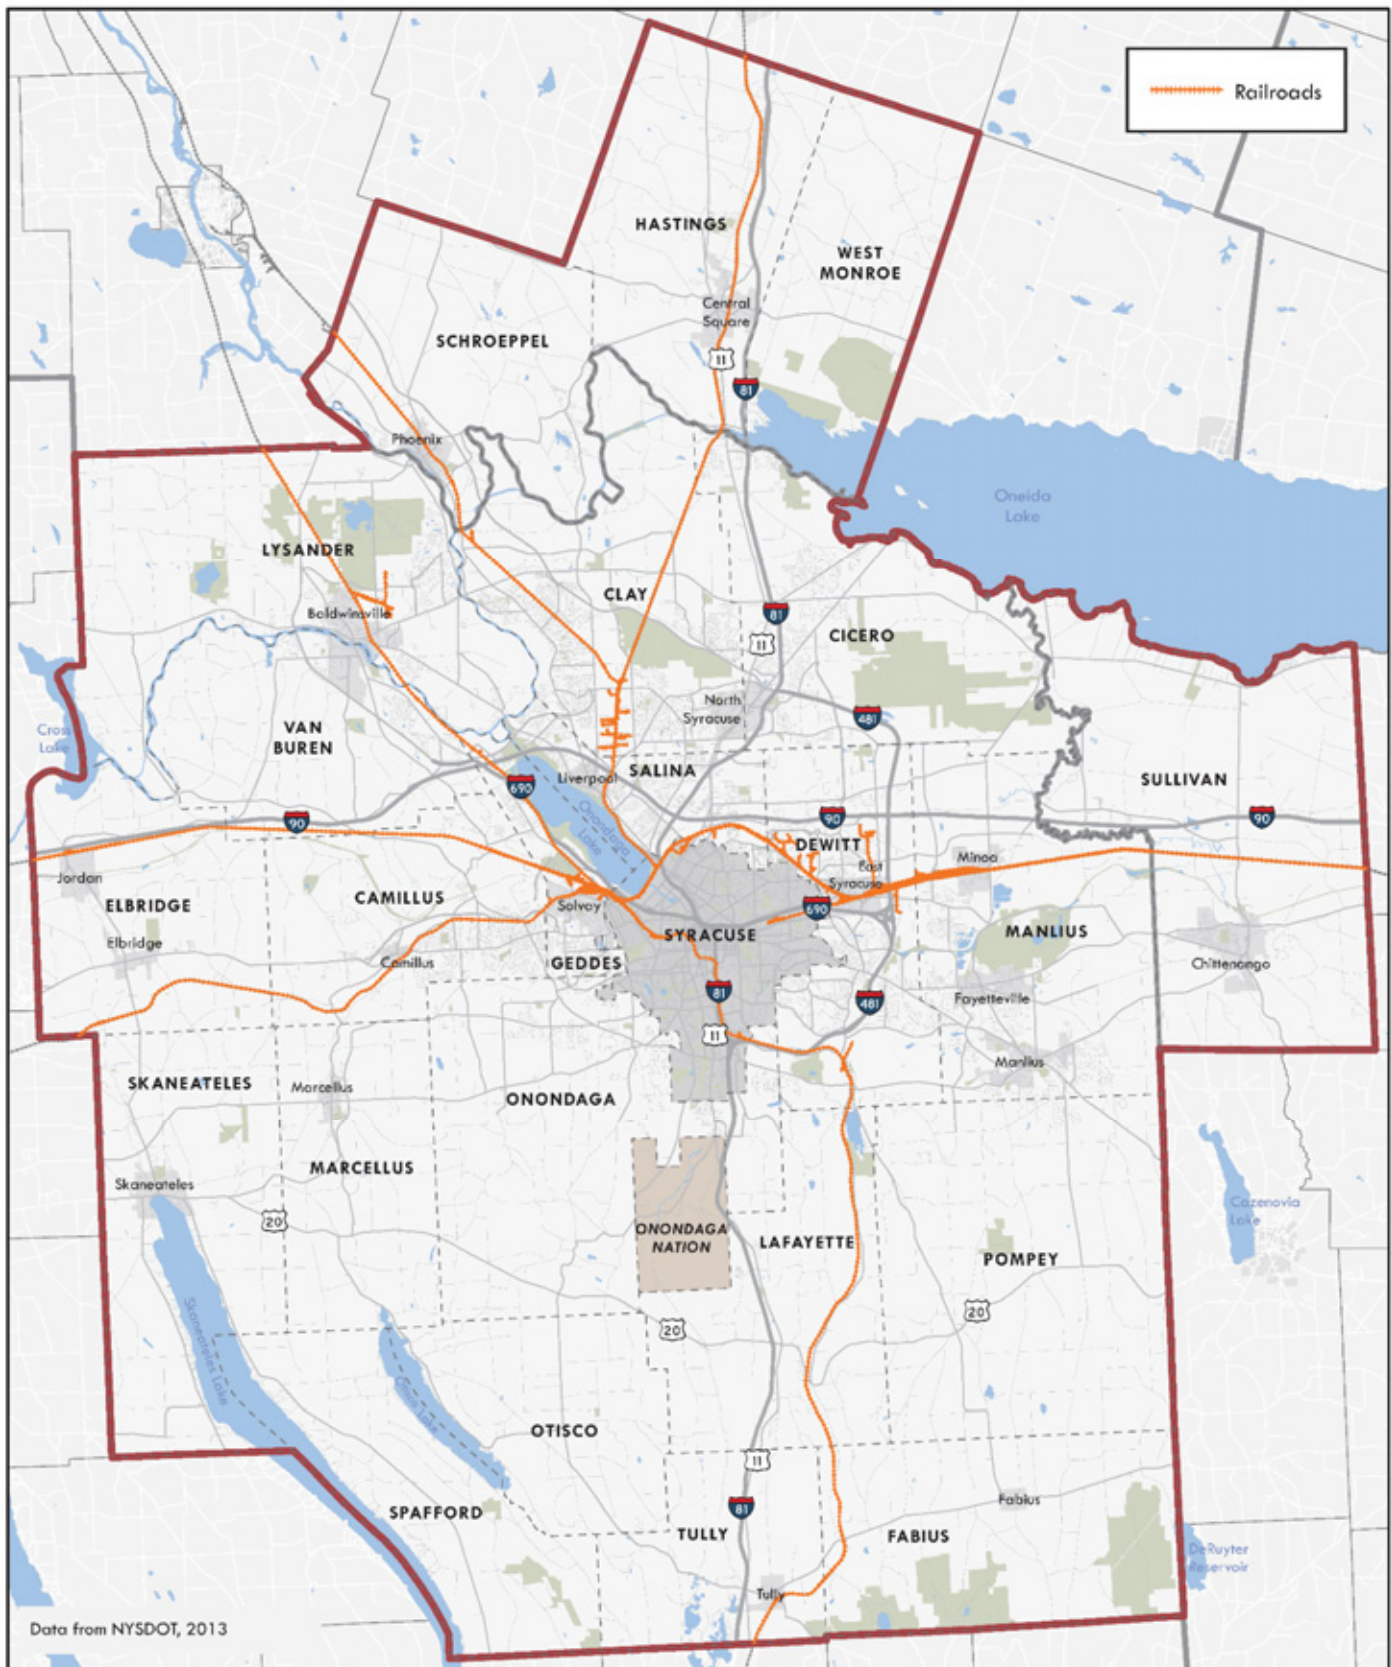 Railroads
HASTINGS
WEST
MONROE
Central
Square
SCHROEPPEL
11
81
Phoenix
Oneida
Lake
LYSANDER
CLAY
Baldwinsville
81
11
CICERO
North
Syracuse
481
Cross
Lake
VAN
BUREN
SALINA
Liverpool
690
SULLIVAN
90
90
90
Onondaga
Lake
DEWITT
East
Syracuse
Minoa
Jordan
ELBRIDGE
CAMILLUS
Solvay
690
SYRACUSE
MANLIUS
Elbridge
Camillus
GEDDES
Chittenango
81
481
Fayetteville
11
Manlius
SKANEATELES
Marcellus
ONONDAGA
MARCELLUS
Skaneateles
20
ONONDAGA
NATION
LAFAYETTE
POMPEY
Cazenovia
Lake
20
20
Skaneateles Lake
Otisco Lake
OTISCO
11
81
SPAFFORD
TULLY
Fabius
FABIUS
DeRuyter
Reservoir
Tully
Data from NYSDOT, 2013